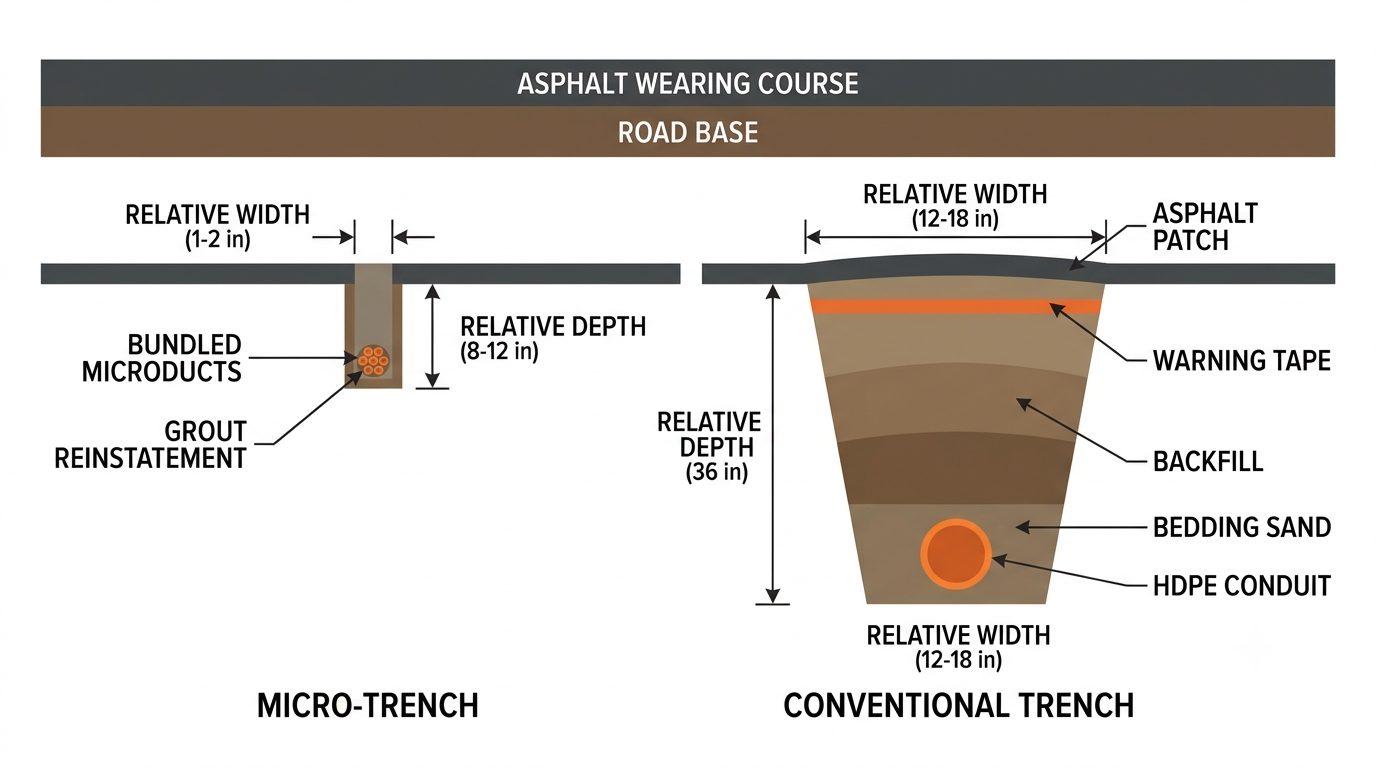 ASPHALT WEARING COURSE
ROAD BASE
RELATIVE WIDTH
(1-2 in)
RELATIVE DEPTH
(8-12 in)
BUNDLED
MICRODUCTS
GROUT
REINSTATEMENT
MICRO-TRENCH
RELATIVE WIDTH
(12-18 in)
ASPHALT
PATCH
WARNING TAPE
RELATIVE
DEPTH
(36 in)
BACKFILL
BEDDING SAND
HDPE CONDUIT
RELATIVE WIDTH
(12-18 in)
CONVENTIONAL TRENCH